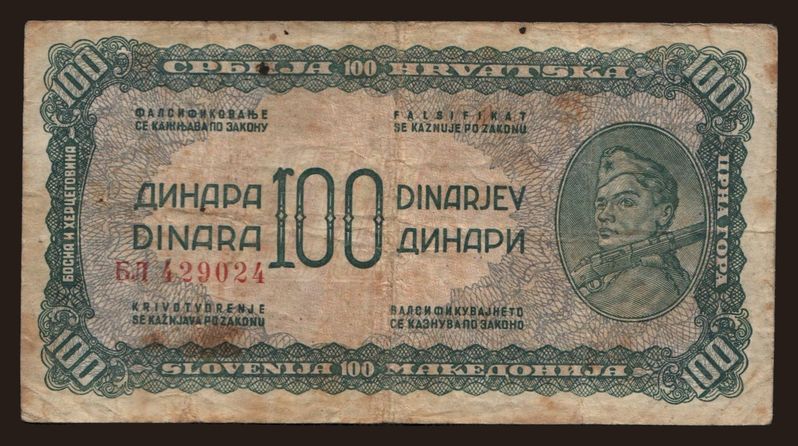 100
СРБИЈА 100 HRVATSKA
100
ФАЛСИФИКОВАЊЕ
СЕ КАЖЊАВА ПО ЗАКОНУ
FALSIFIKAT
SE KAZNUJE PO ZAKONU
БОСНА И ХЕРЦЕГОВИНА
ДИНАРА
DINARA
100
DINARJEV
ДИНАРИ
ЦРНА ГОРА
БЛ 429024
KRIVOTVORENJE
SE KAŽNJAVA PO ZAKONU
ВАЛСИФИКУВАЈНЕТО
СЕ КАЗНУВА ПО ЗАКОНО
100
SLOVENIJA 100 МАКЕДОНИЈА
100